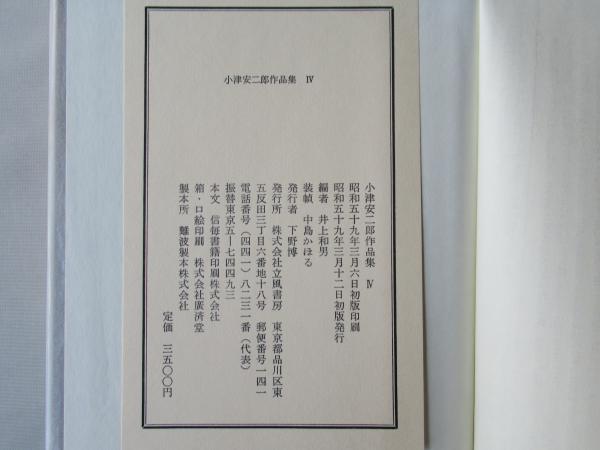 小津安二郎作品集　Ⅳ
小津安二郎作品集　Ⅳ
昭和五十九年三月六日初版印刷
昭和五十九年三月十二日初版発行
編者　井上和男
装幀　中島かほる
発行者　下野博
発行所　株式会社立風書房　東京都品川区東
五反田三丁目六番地十八号　郵便番号一四一
電話番号（四四一）八二三一番（代表）
振替東京五—七四四九三
本文　信毎書籍印刷株式会社
箱・口絵印刷　株式会社廣済堂
製本所　難波製本株式会社
定価　三五〇〇円